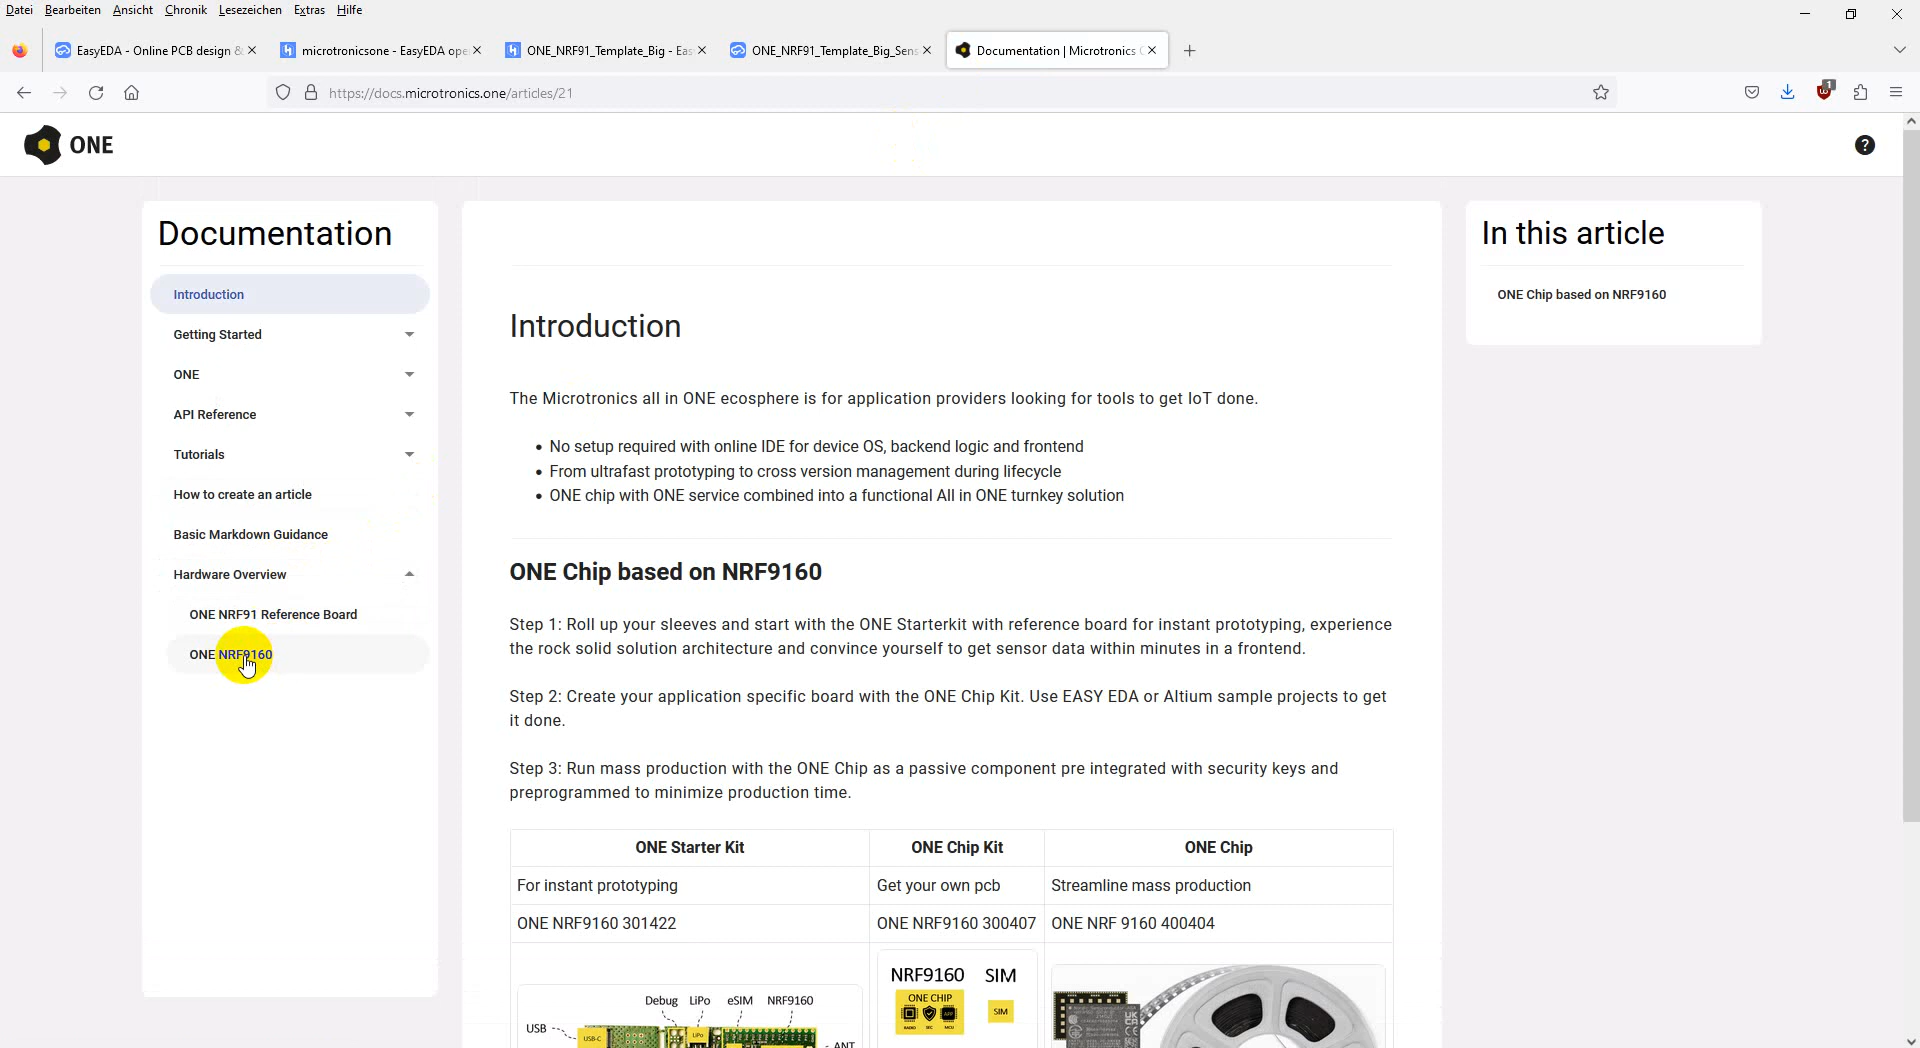 Datei Bearbeiten Ansicht Chronik Lesezeichen Extras Hilfe
EasyEDA - Online PCB design & microtronicsone - EasyEDA ope ONE_NRF91_Template_Big - Eas ONE_NRF91_Template_Big_Sens Documentation | Microtronics
https://docs.microtronics.one/articles/21
1
ONE
?
Documentation
Introduction
Getting Started
ONE
API Reference
Tutorials
How to create an article
Basic Markdown Guidance
Hardware Overview
ONE NRF91 Reference Board
ONE NRF9160
Introduction
The Microtronics all in ONE ecosphere is for application providers looking for tools to get IoT done.
• No setup required with online IDE for device OS, backend logic and frontend
• From ultrafast prototyping to cross version management during lifecycle
• ONE chip with ONE service combined into a functional All in ONE turnkey solution
ONE Chip based on NRF9160
Step 1: Roll up your sleeves and start with the ONE Starterkit with reference board for instant prototyping, experience
the rock solid solution architecture and convince yourself to get sensor data within minutes in a frontend.
Step 2: Create your application specific board with the ONE Chip Kit. Use EASY EDA or Altium sample projects to get
it done.
Step 3: Run mass production with the ONE Chip as a passive component pre integrated with security keys and
preprogrammed to minimize production time.
ONE Starter Kit ONE Chip Kit ONE Chip
For instant prototyping Get your own pcb Streamline mass production
ONE NRF9160 301422 ONE NRF9160 300407 ONE NRF 9160 400404
Debug LiPo eSIM NRF9160
USB
USB-C
LiPo
ANT
NRF9160 SIM
ONE CHIP
SIM
RADIO SEC MCU
APP
In this article
ONE Chip based on NRF9160